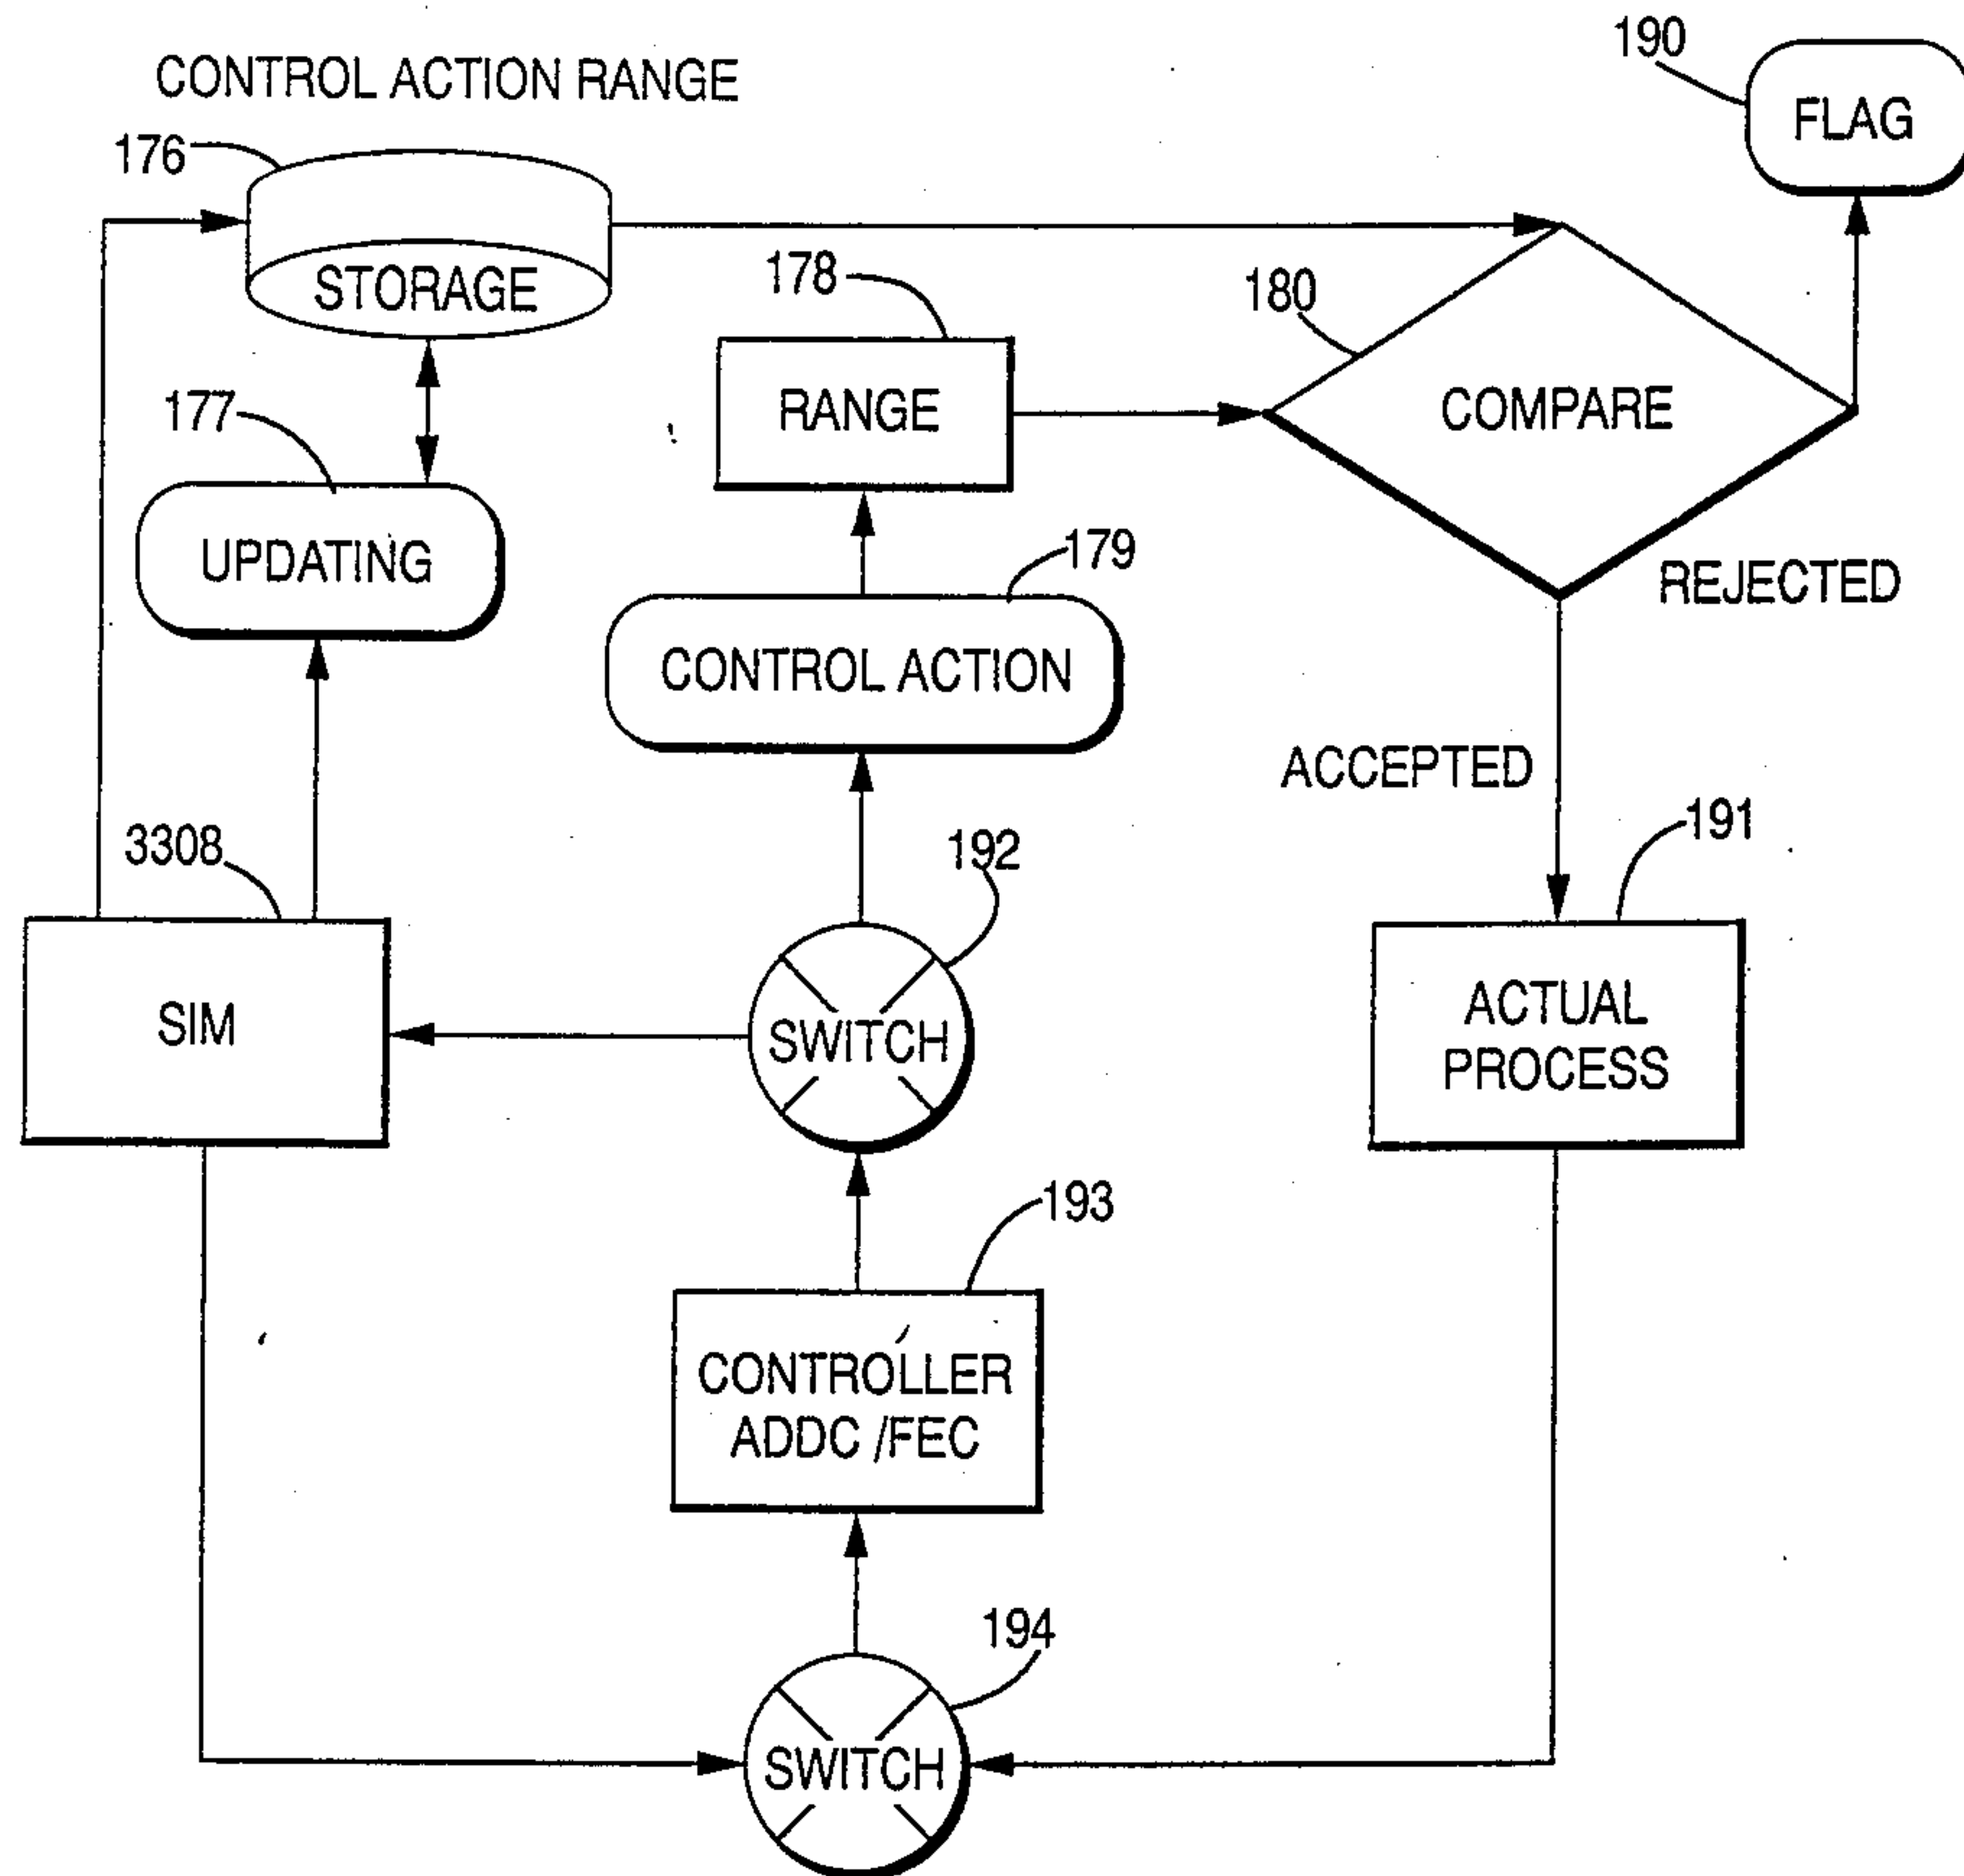 190
FLAG
CONTROL ACTION RANGE
176
STORAGE
178
180
RANGE
COMPARE
177
UPDATING
179
REJECTED
CONTROL ACTION
ACCEPTED
3308
192
191
SIM
SWITCH
ACTUAL
PROCESS
193
CONTROLLER
ADDC /FEC
194
SWITCH